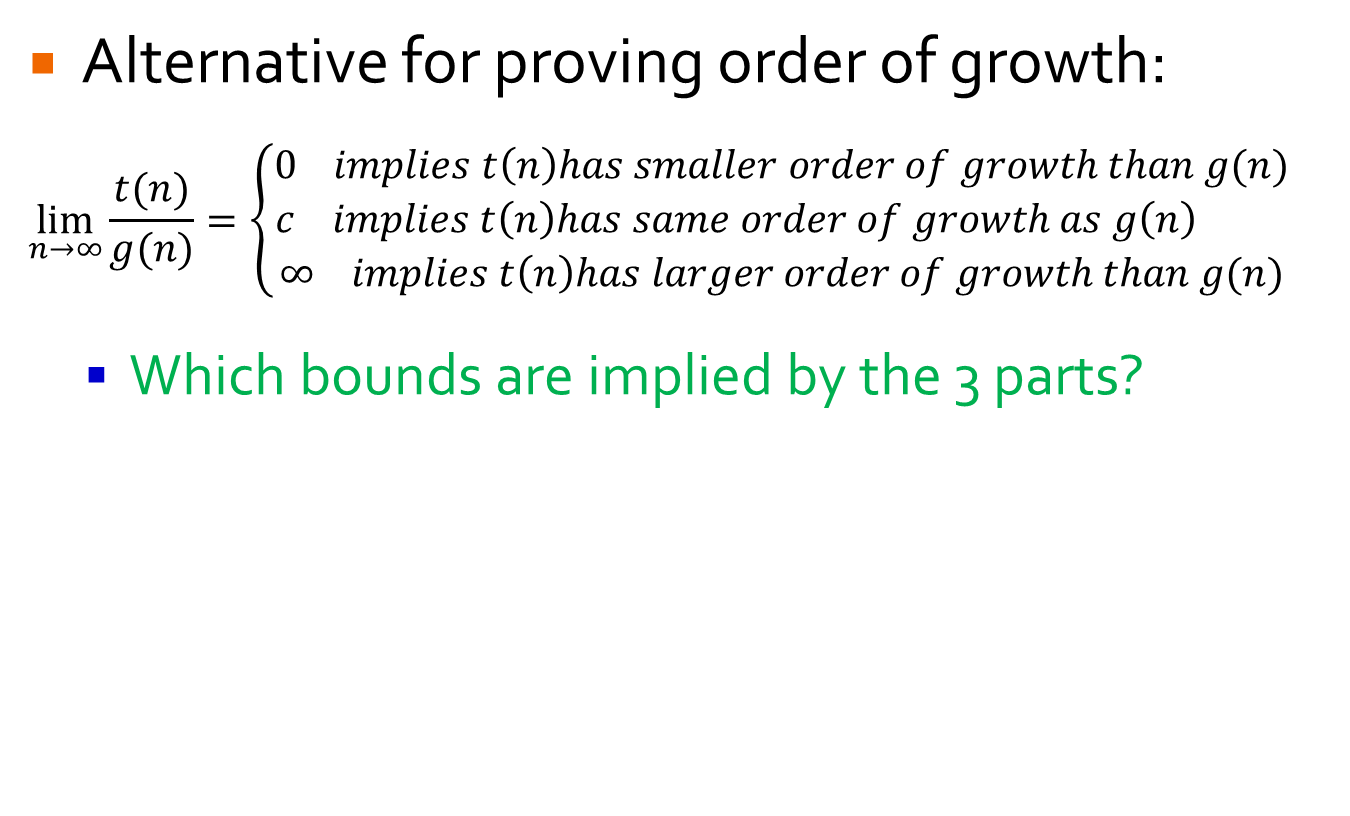 Alternative for proving order of growth:
0 implies t(n)has smaller order of growth than g(n)
lim n→∞ t(n)/g(n) = { c implies t(n)has same order of growth as g(n)
∞ implies t(n)has larger order of growth than g(n)
Which bounds are implied by the 3 parts?